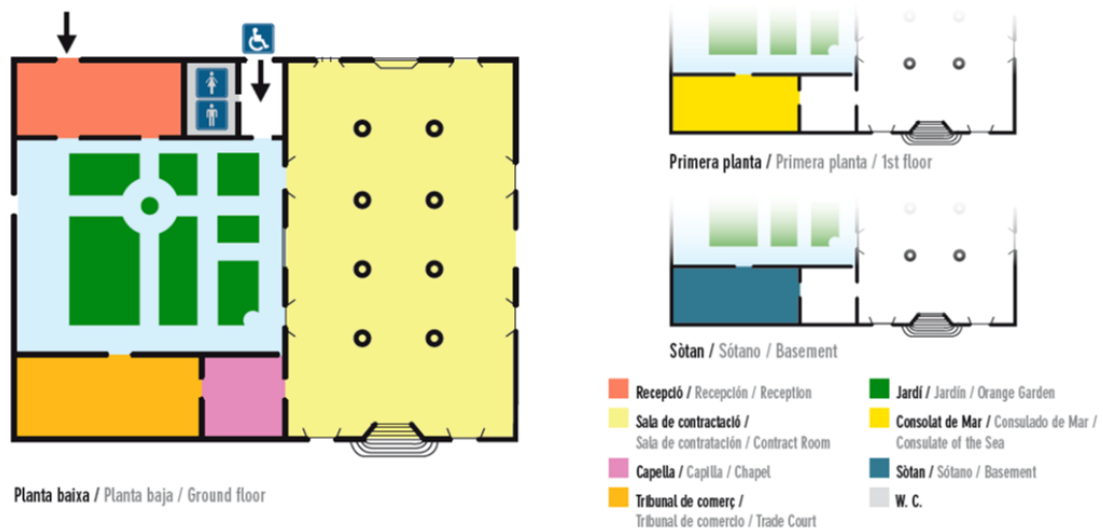 Primera planta / Primera planta / 1st floor
Sòtan / Sótano / Basement
Planta baixa / Planta baja / Ground floor
Recepció / Recepción / Reception
Sala de contractació /
Sala de contratación / Contract Room
Capella / Capilla / Chapel
Tribunal de comerç /
Tribunal de comercio / Trade Court
Jardí / Jardín / Orange Garden
Consolat de Mar / Consulado de Mar /
Consulate of the Sea
Sòtan / Sótano / Basement
W. C.